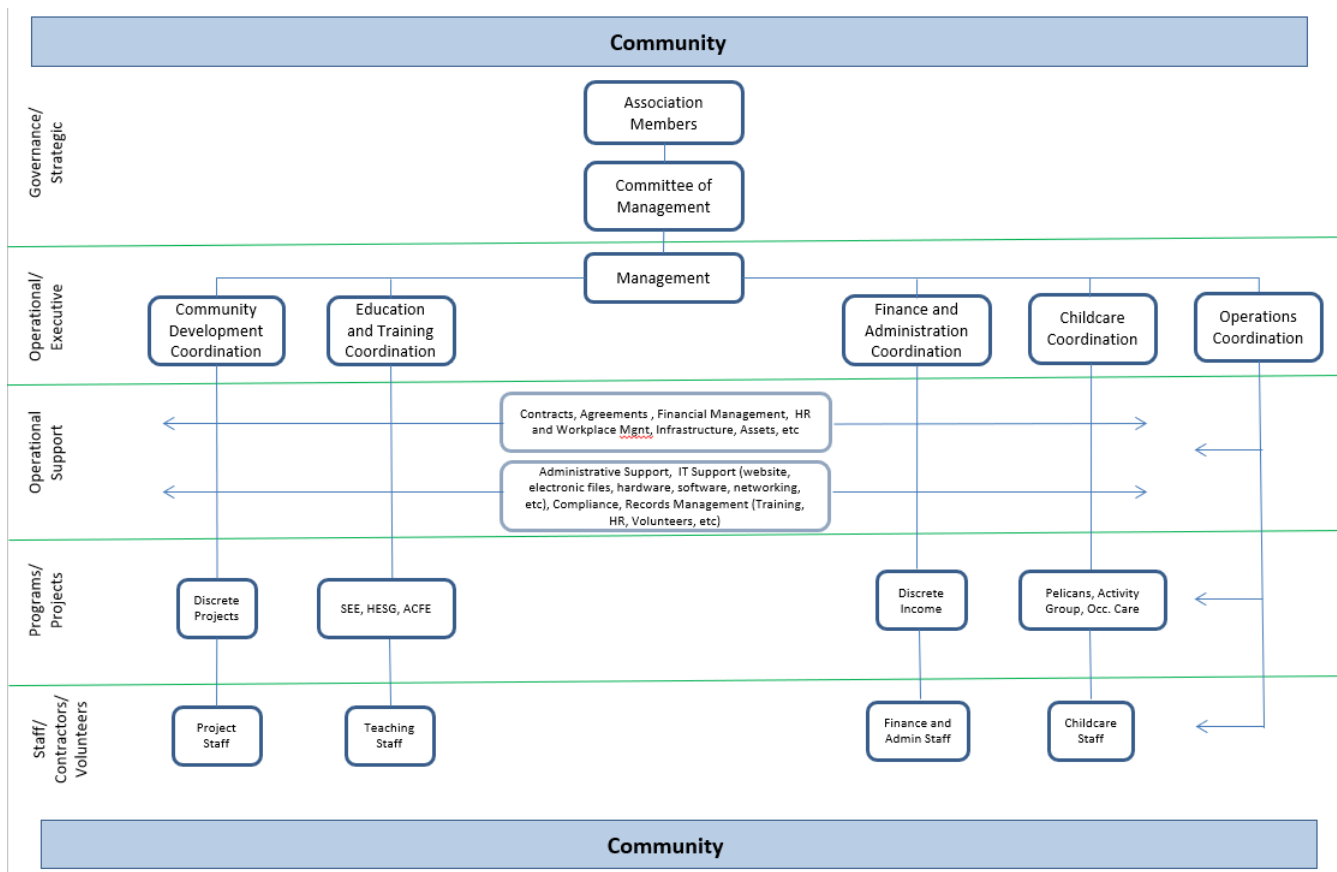 Community
Governance/
Strategic
Association
Members
Committee of
Management
Operational/
Executive
Management
Community
Development
Coordination
Education
and Training
Coordination
Finance and
Administration
Coordination
Childcare
Coordination
Operations
Coordination
Operational
Support
Contracts, Agreements , Financial Management, HR
and Workplace Mgnt, Infrastructure, Assets, etc
Administrative Support, IT Support (website,
electronic files, hardware, software, networking,
etc), Compliance, Records Management (Training,
HR, Volunteers, etc)
Programs/
Projects
Discrete
Projects
SEE, HESG, ACFE
Discrete
Income
Pelicans, Activity
Group, Occ. Care
Staff/
Contractors/
Volunteers
Project
Staff
Teaching
Staff
Finance and
Admin Staff
Childcare
Staff
Community